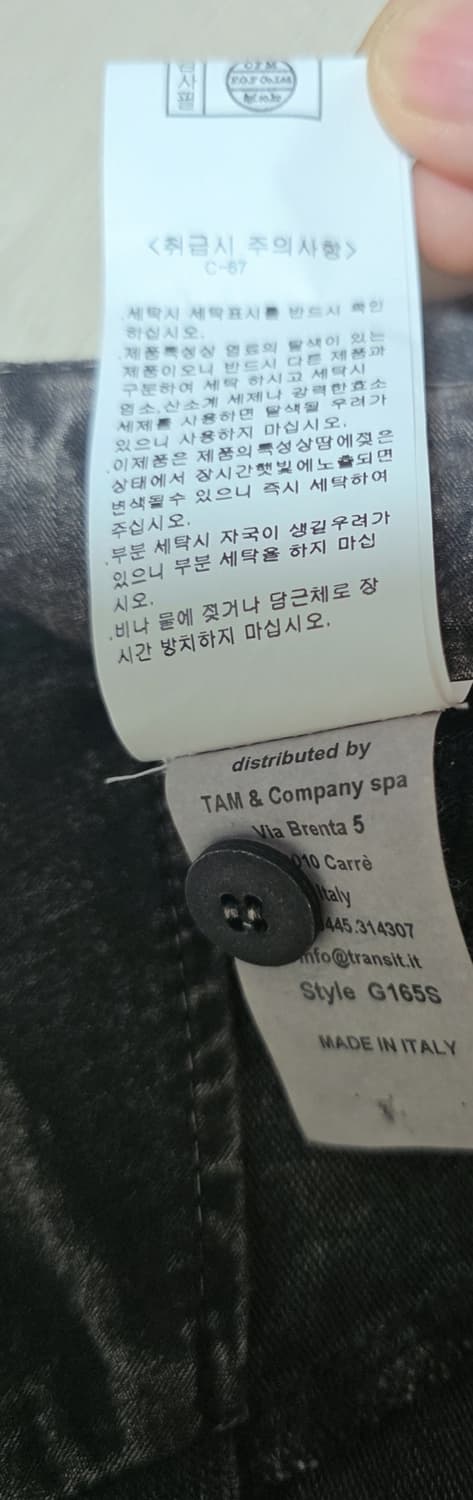 검
사
필
<취급시 주의사항>
C-67
.세탁시 세탁표시를 반드시 확인
하십시오.
.제품특성상 염료의 탈색이 있는
제품이오니 반드시 다른 제품과
구분하여 세탁 하시고 세탁시
염소,산소계 세제나 강력한효소
세제를 사용하면 탈색될 우려가
있으니 사용하지 마십시오.
.이제품은 제품의특성상땀에젖은
상태에서 장시간햇빛에노출되면
변색될수 있으니 즉시 세탁하여
주십시오.
.부분 세탁시 자국이 생길우려가
있으니 부분 세탁을 하지 마십
시오.
.비나 물에 젖거나 담근체로 장
시간 방치하지 마십시오.
distributed by
TAM & Company spa
Via Brenta 5
010 Carrè
Italy
445.314307
info@transit.it
Style G165S
MADE IN ITALY